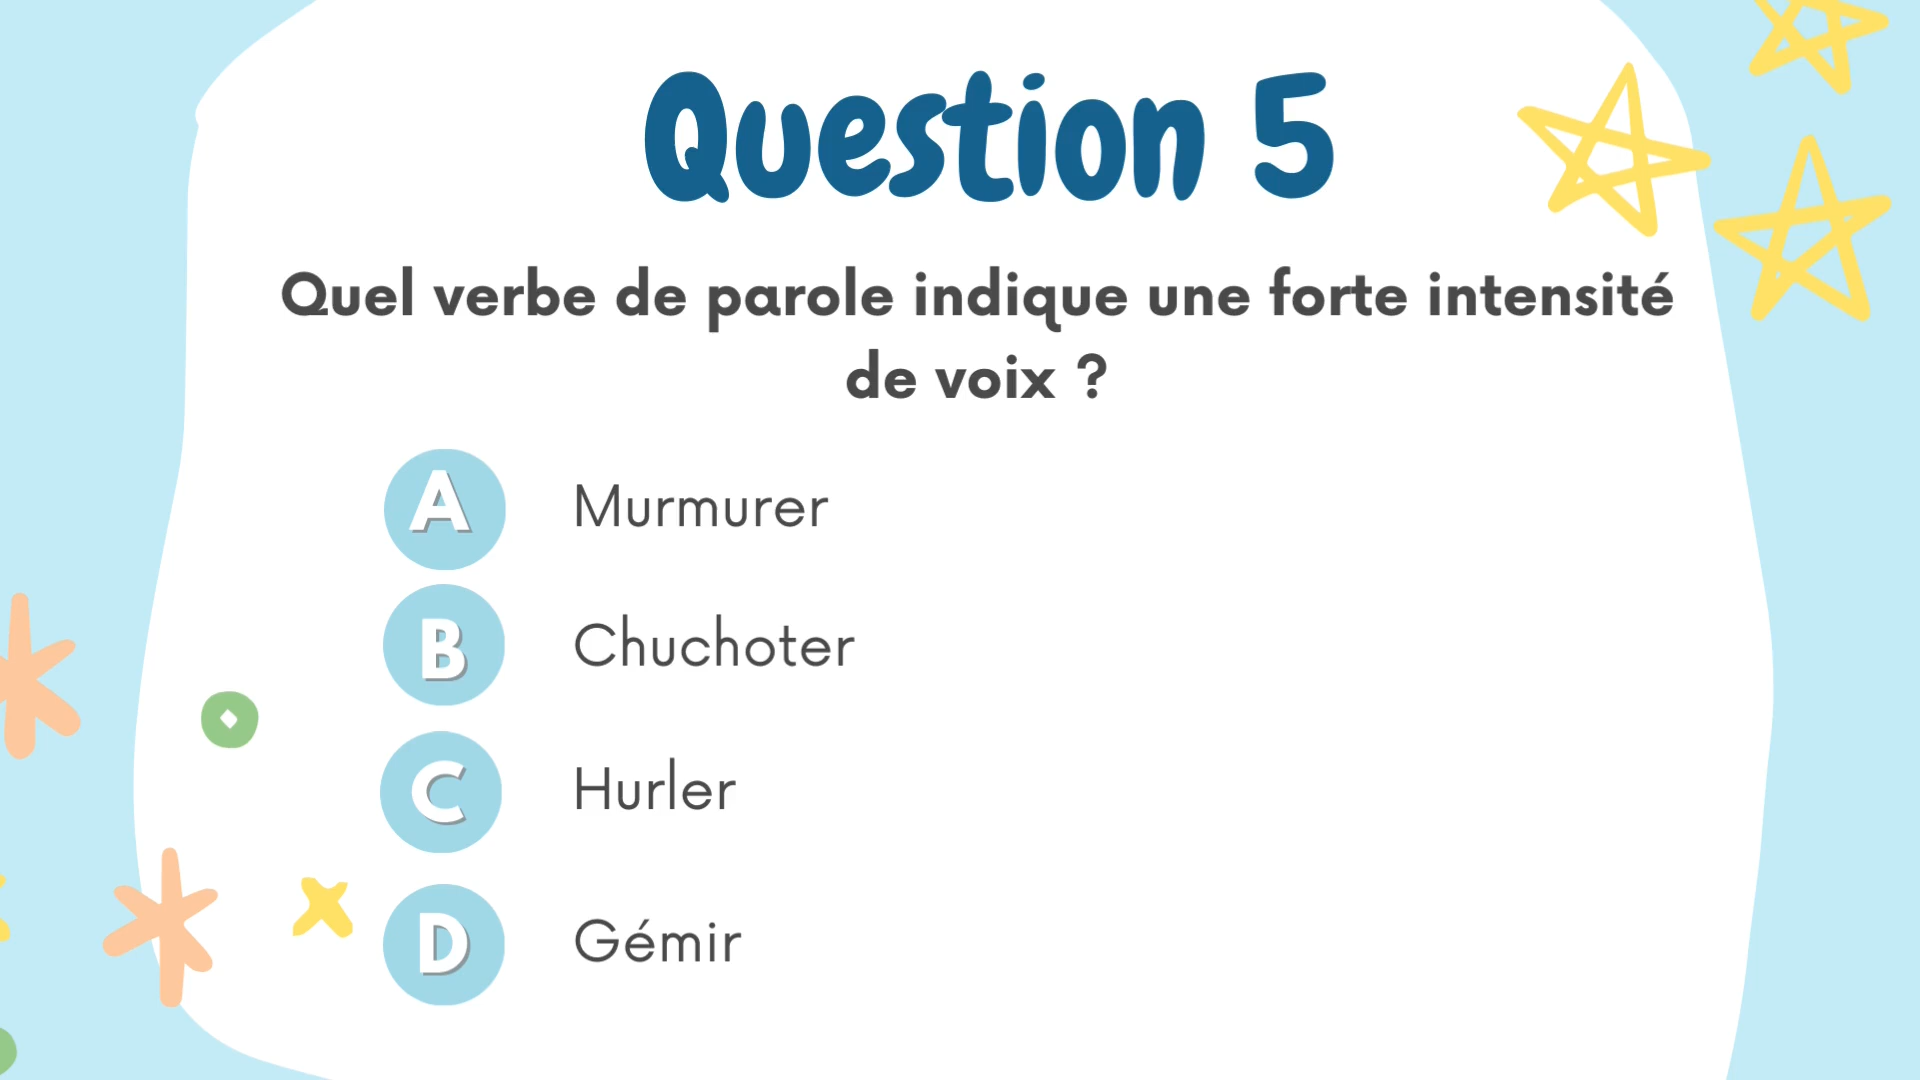 Question 5
Quel verbe de parole indique une forte intensité
de voix ?
A Murmurer
B Chuchoter
C Hurler
D Gémir